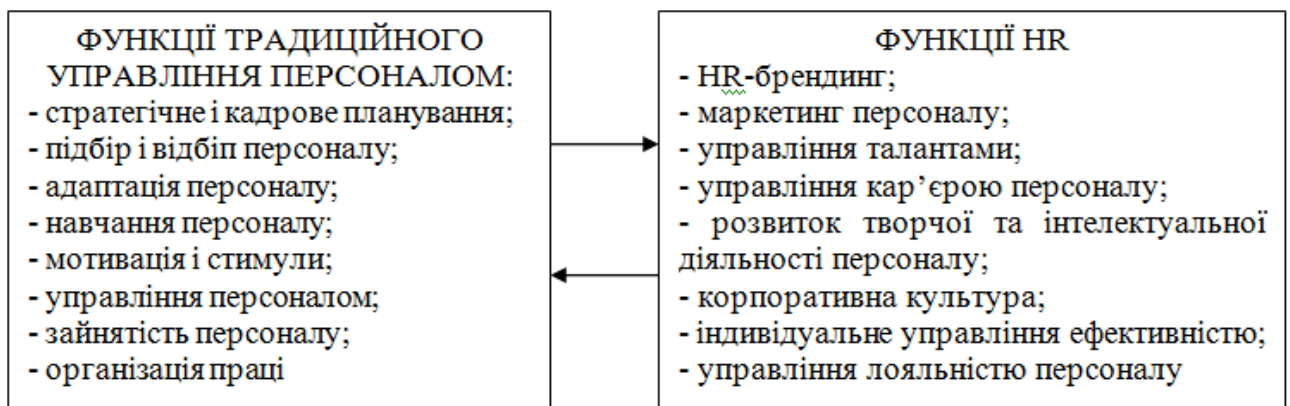 ФУНКЦІЇ ТРАДИЦІЙНОГО
УПРАВЛІННЯ ПЕРСОНАЛОМ:
- стратегічне і кадрове планування;
- підбір і відбіп персоналу;
- адаптація персоналу;
- навчання персоналу;
- мотивація і стимули;
- управління персоналом;
- зайнятість персоналу;
- організація праці
ФУНКЦІЇ HR
- HR-брендинг;
- маркетинг персоналу;
- управління талантами;
- управління кар’єрою персоналу;
- розвиток творчої та інтелектуальної
діяльності персоналу;
- корпоративна культура;
- індивідуальне управління ефективністю;
- управління лояльністю персоналу